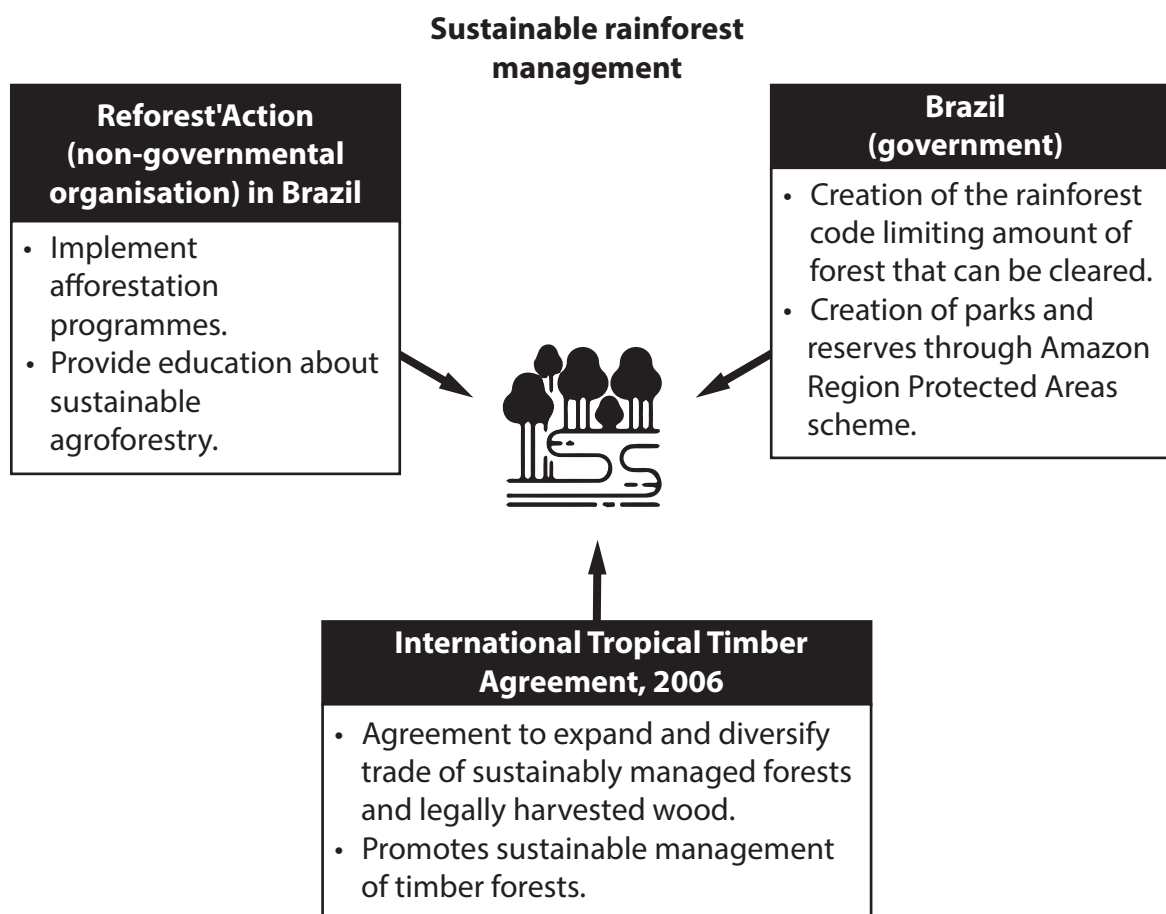 Sustainable rainforest
management
Reforest'Action
(non-governmental
organisation) in Brazil
• Implement
afforestation
programmes.
• Provide education about
sustainable
agroforestry.
Brazil
(government)
• Creation of the rainforest
code limiting amount of
forest that can be cleared.
• Creation of parks and
reserves through Amazon
Region Protected Areas
scheme.
International Tropical Timber
Agreement, 2006
• Agreement to expand and diversify
trade of sustainably managed forests
and legally harvested wood.
• Promotes sustainable management
of timber forests.